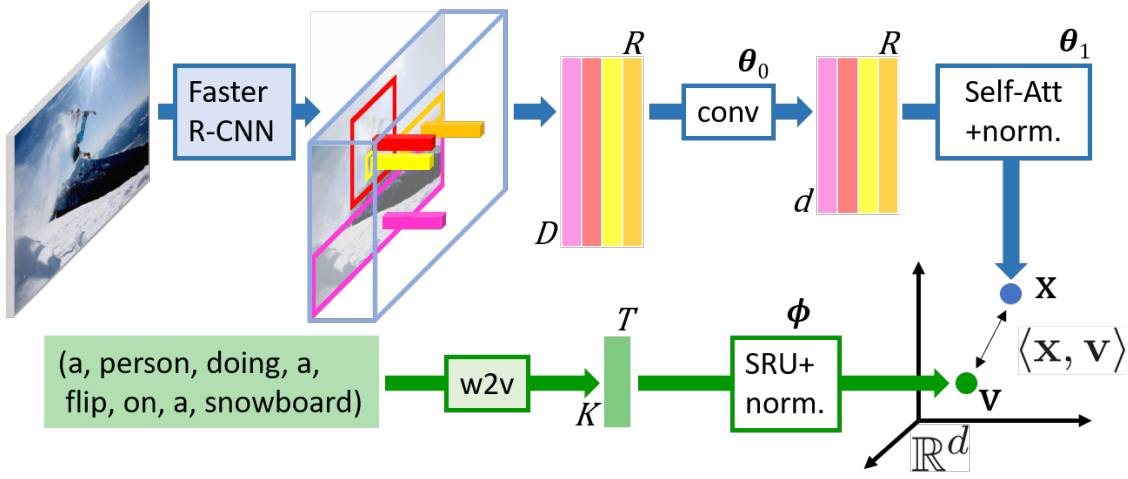 Faster
R-CNN
R
D
θ₀
conv
R
d
θ₁
Self-Att
+norm.
x
⟨x, v⟩
v
ℝᵈ
(a, person, doing, a,
flip, on, a, snowboard)
w2v
T
K
ϕ
SRU+
norm.